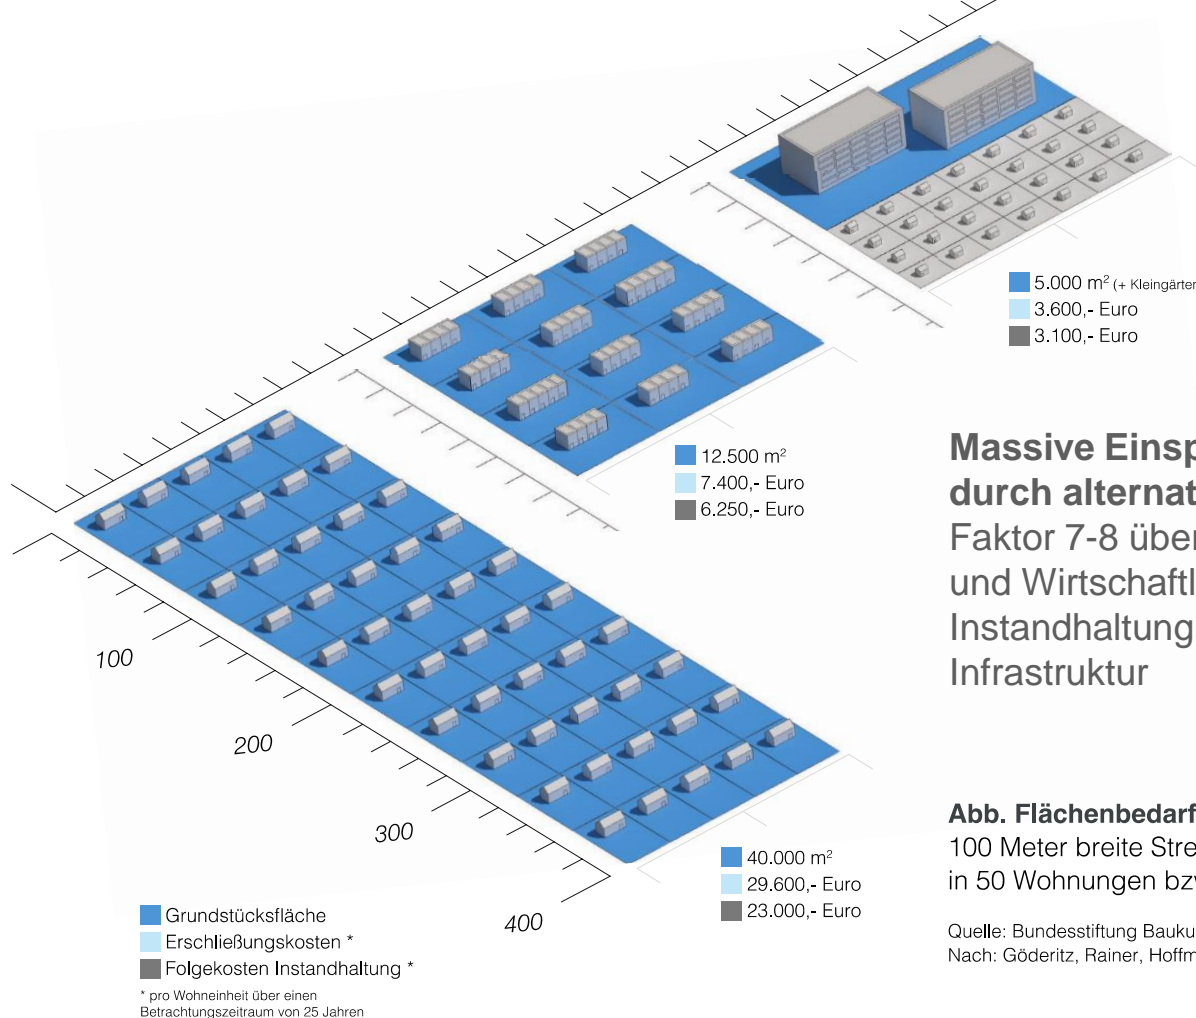 5.000 m² (+ Kleingärten
3.600,- Euro
3.100,- Euro
12.500 m²
7.400,- Euro
6.250,- Euro
Massive Einsp
durch alternat
Faktor 7-8 über
und Wirtschaftl
Instandhaltung
Infrastruktur
100
200
300
400
40.000 m²
29.600,- Euro
23.000,- Euro
Abb. Flächenbedarf
100 Meter breite Stre
in 50 Wohnungen bzw
Quelle: Bundesstiftung Bauku
Nach: Göderitz, Rainer, Hoffm
Grundstücksfläche
Erschließungskosten *
Folgekosten Instandhaltung *
* pro Wohneinheit über einen
Betrachtungszeitraum von 25 Jahren